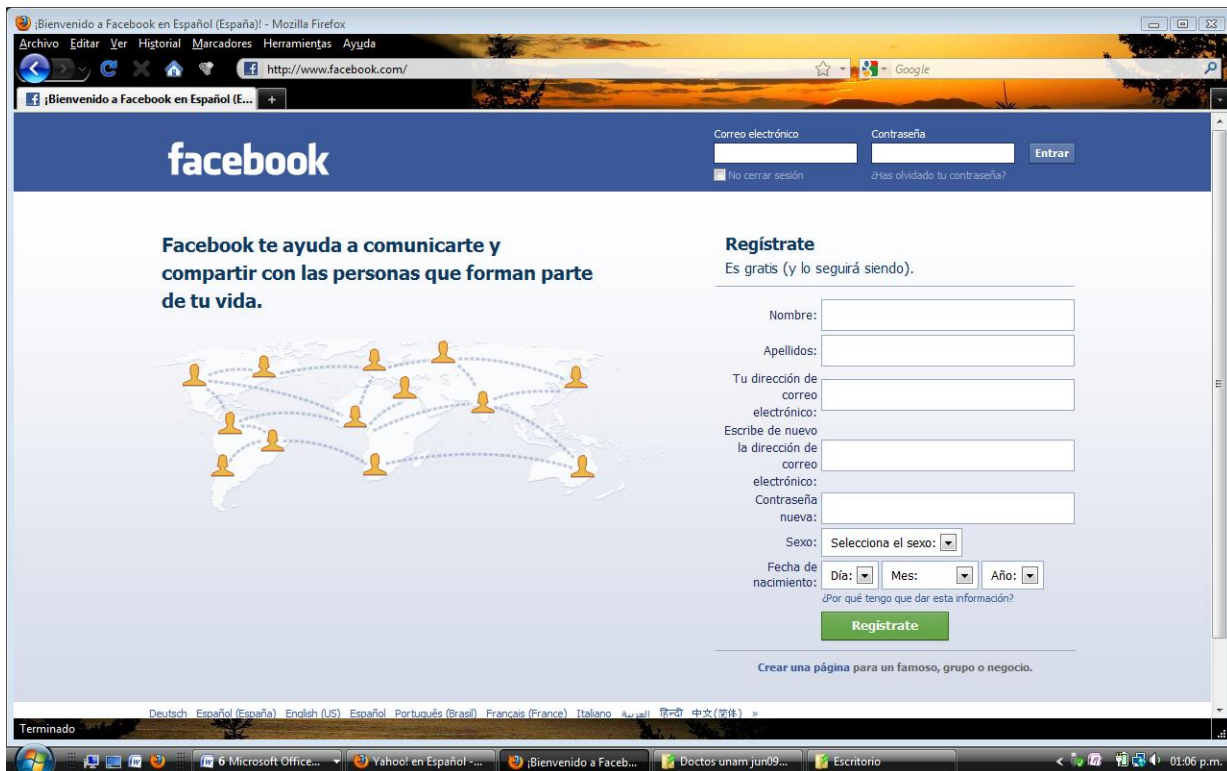 ¡Bienvenido a Facebook en Español (España)! - Mozilla Firefox
Archivo Editar Ver Historial Marcadores Herramientas Ayuda
http://www.facebook.com/
Google
¡Bienvenido a Facebook en Español (E...
facebook
Correo electrónico
Contraseña
Entrar
No cerrar sesión
¿Has olvidado tu contraseña?
Facebook te ayuda a comunicarte y
compartir con las personas que forman parte
de tu vida.
Regístrate
Es gratis (y lo seguirá siendo).
Nombre:
Apellidos:
Tu dirección de
correo
electrónico:
Escribe de nuevo
la dirección de
correo
electrónico:
Contraseña
nueva:
Sexo: Selecciona el sexo:
Fecha de
nacimiento:
Día: Mes: Año:
¿Por qué tengo que dar esta información?
Regístrate
Crear una página para un famoso, grupo o negocio.
Deutsch Español (España) English (US) Español Português (Brasil) Français (France) Italiano العربية हिन्दी 中文(简体) »
Terminado
6 Microsoft Office... Yahoo! en Español -... ¡Bienvenido a Faceb... Doctos unam jun09... Escritorio 01:06 p.m.